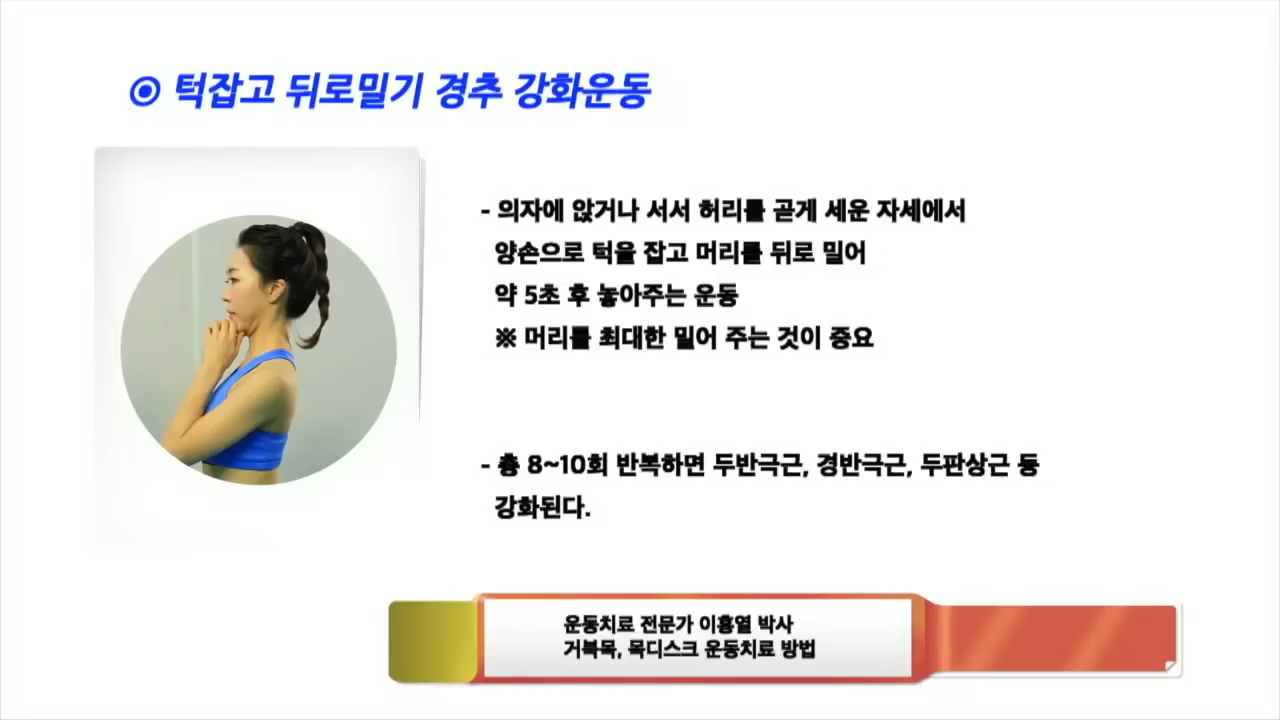 ◉ 턱잡고 뒤로밀기 경추 강화운동
- 의자에 앉거나 서서 허리를 곧게 세운 자세에서
양손으로 턱을 잡고 머리를 뒤로 밀어
약 5초 후 놓아주는 운동
※ 머리를 최대한 밀어 주는 것이 중요
- 총 8~10회 반복하면 두반극근, 경반극근, 두판상근 등
강화된다.
운동치료 전문가 이홍열 박사
거북목, 목디스크 운동치료 방법